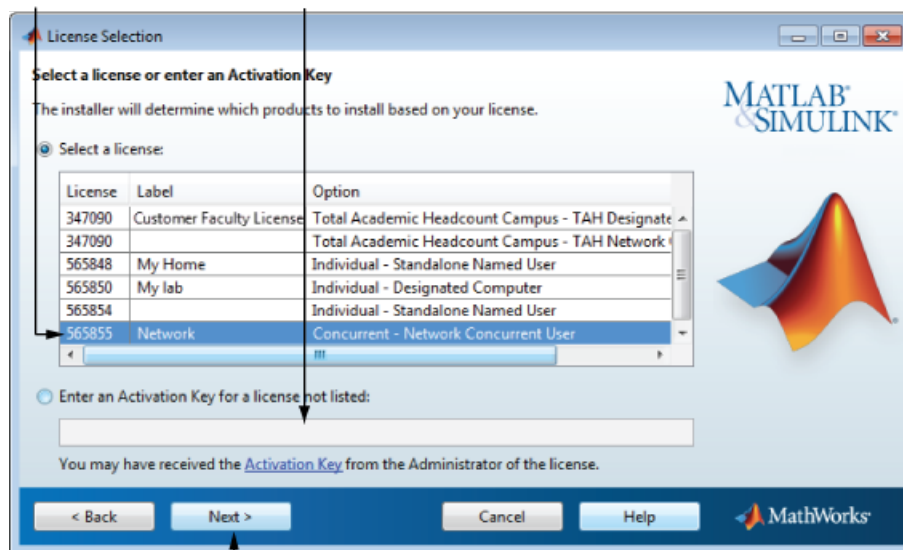 License Selection
Select a license or enter an Activation Key
The installer will determine which products to install based on your license.
MATLAB®
&SIMULINK®
Select a license:
License Label Option
347090 Customer Faculty License Total Academic Headcount Campus - TAH Designate
347090 Total Academic Headcount Campus - TAH Network
565848 My Home Individual - Standalone Named User
565850 My lab Individual - Designated Computer
565854 Individual - Standalone Named User
565855 Network Concurrent - Network Concurrent User
Enter an Activation Key for a license not listed:
You may have received the Activation Key from the Administrator of the license.
< Back Next > Cancel Help MathWorks®